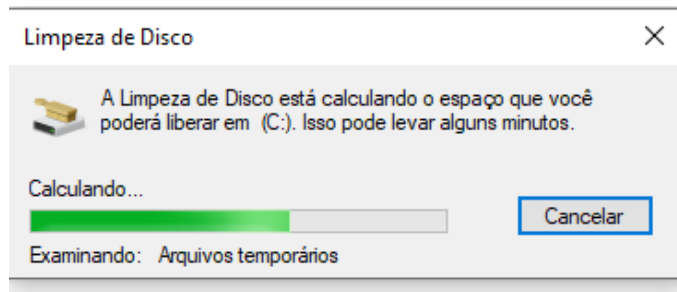 Limpeza de Disco
A Limpeza de Disco está calculando o espaço que você
poderá liberar em  (C:). Isso pode levar alguns minutos.
Calculando...
Cancelar
Examinando:   Arquivos temporários